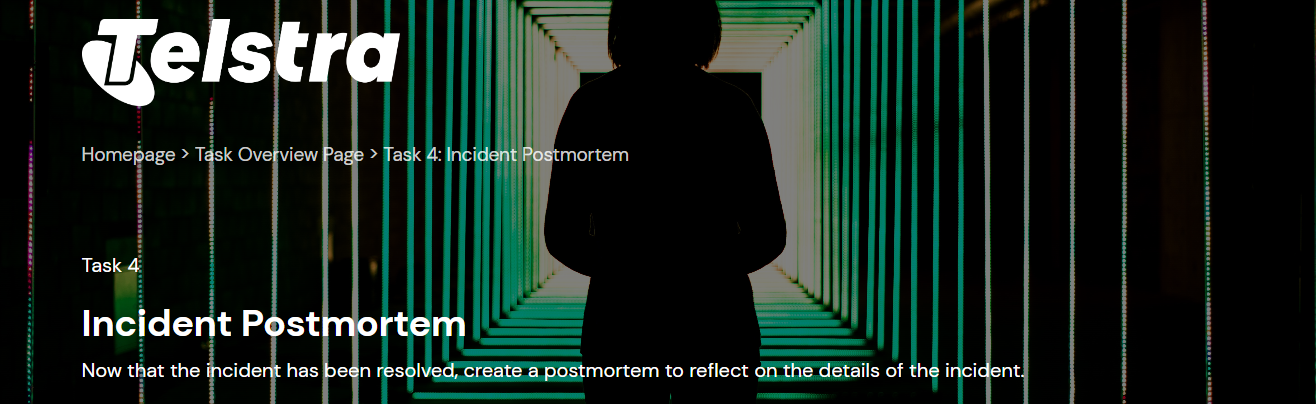 Telstra
Homepage > Task Overview Page > Task 4: Incident Postmortem
Task 4
Incident Postmortem
Now that the incident has been resolved, create a postmortem to reflect on the details of the incident.